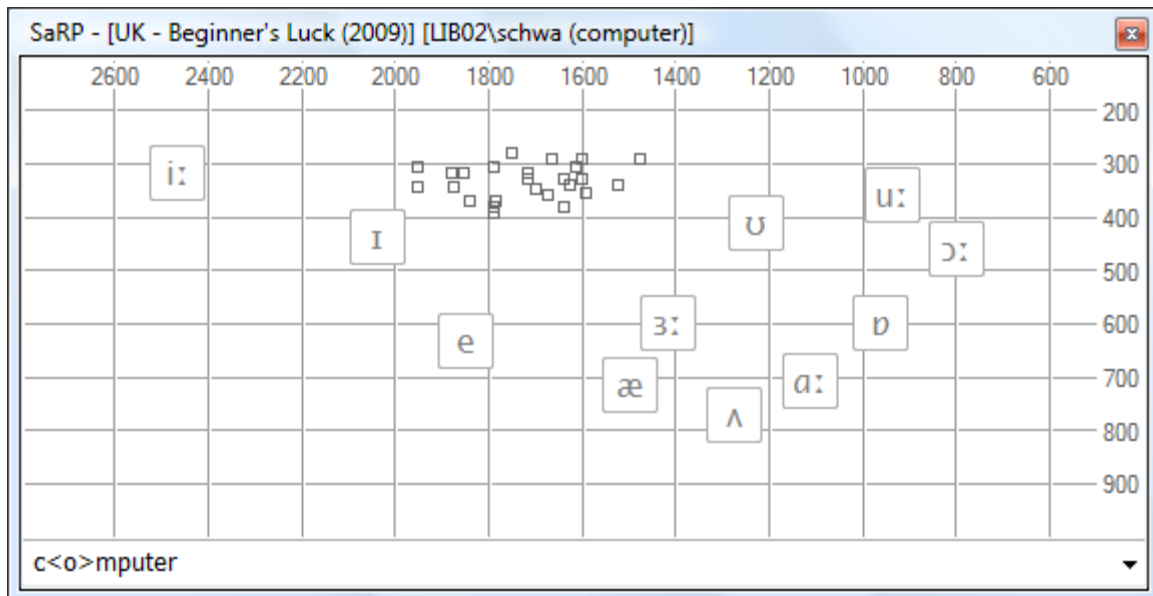 SaRP - [UK - Beginner's Luck (2009)] [LIB02\schwa (computer)]
2600 2400 2200 2000 1800 1600 1400 1200 1000 800 600
200
300
iː
uː
400
ʊ
ɪ
ɔː
500
600
ɜː
ɒ
e
700
ɑː
æ
ʌ
800
900
c<o>mputer